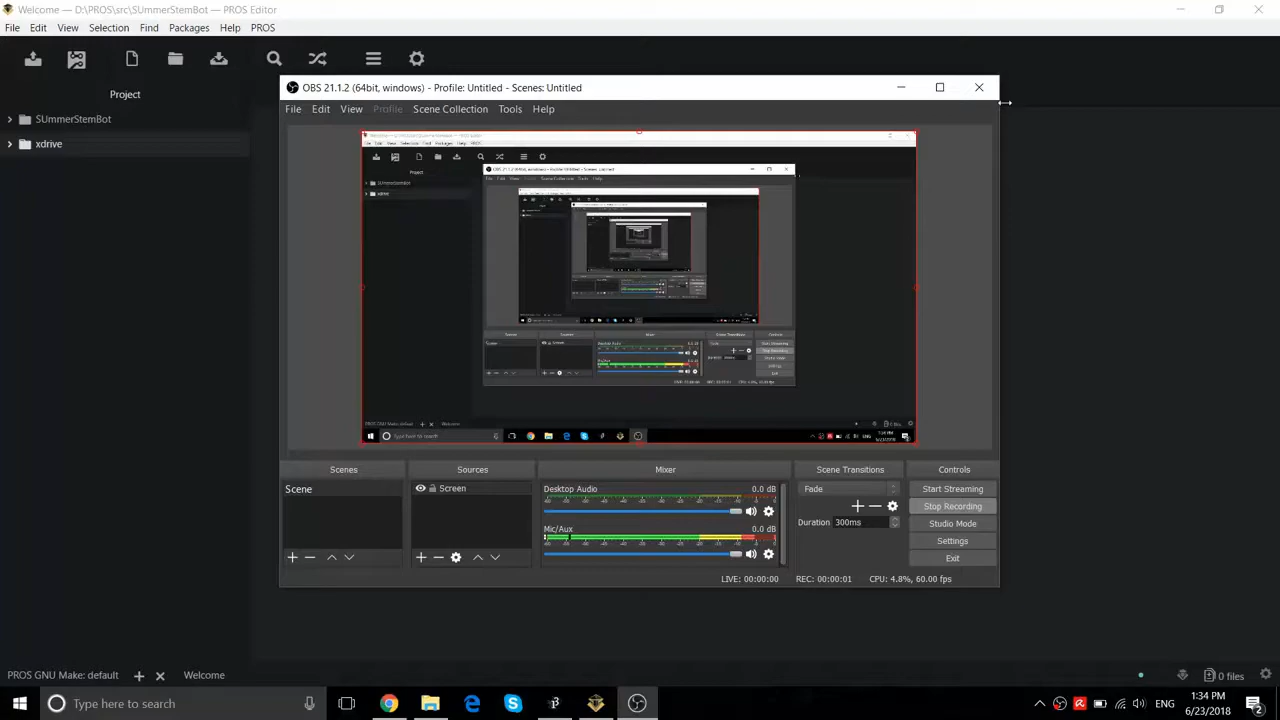 Welcome — D:\PROS\src\SUmmerStemBot — PROS Editor
File Edit View Selection Find Packages Help PROS
Project
SUmmerStemBot
xdrive
OBS 21.1.2 (64bit, windows) - Profile: Untitled - Scenes: Untitled
File Edit View Profile Scene Collection Tools Help
Scenes Sources Mixer Scene Transitions Controls
Scene
Screen
Desktop Audio 0.0 dB
Mic/Aux 0.0 dB
Fade
Duration 300ms
Start Streaming
Stop Recording
Studio Mode
Settings
Exit
LIVE: 00:00:00 REC: 00:00:01 CPU: 4.8%, 60.00 fps
PROS GNU Make: default Welcome 0 files
Type here to search
ENG
1:34 PM
6/23/2018